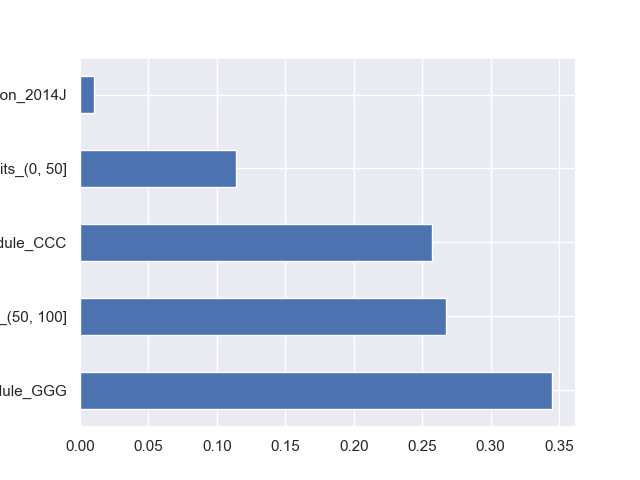 on_2014J
its_(0, 50]
dule_CCC
_(50, 100]
dule_GGG
0.00 0.05 0.10 0.15 0.20 0.25 0.30 0.35